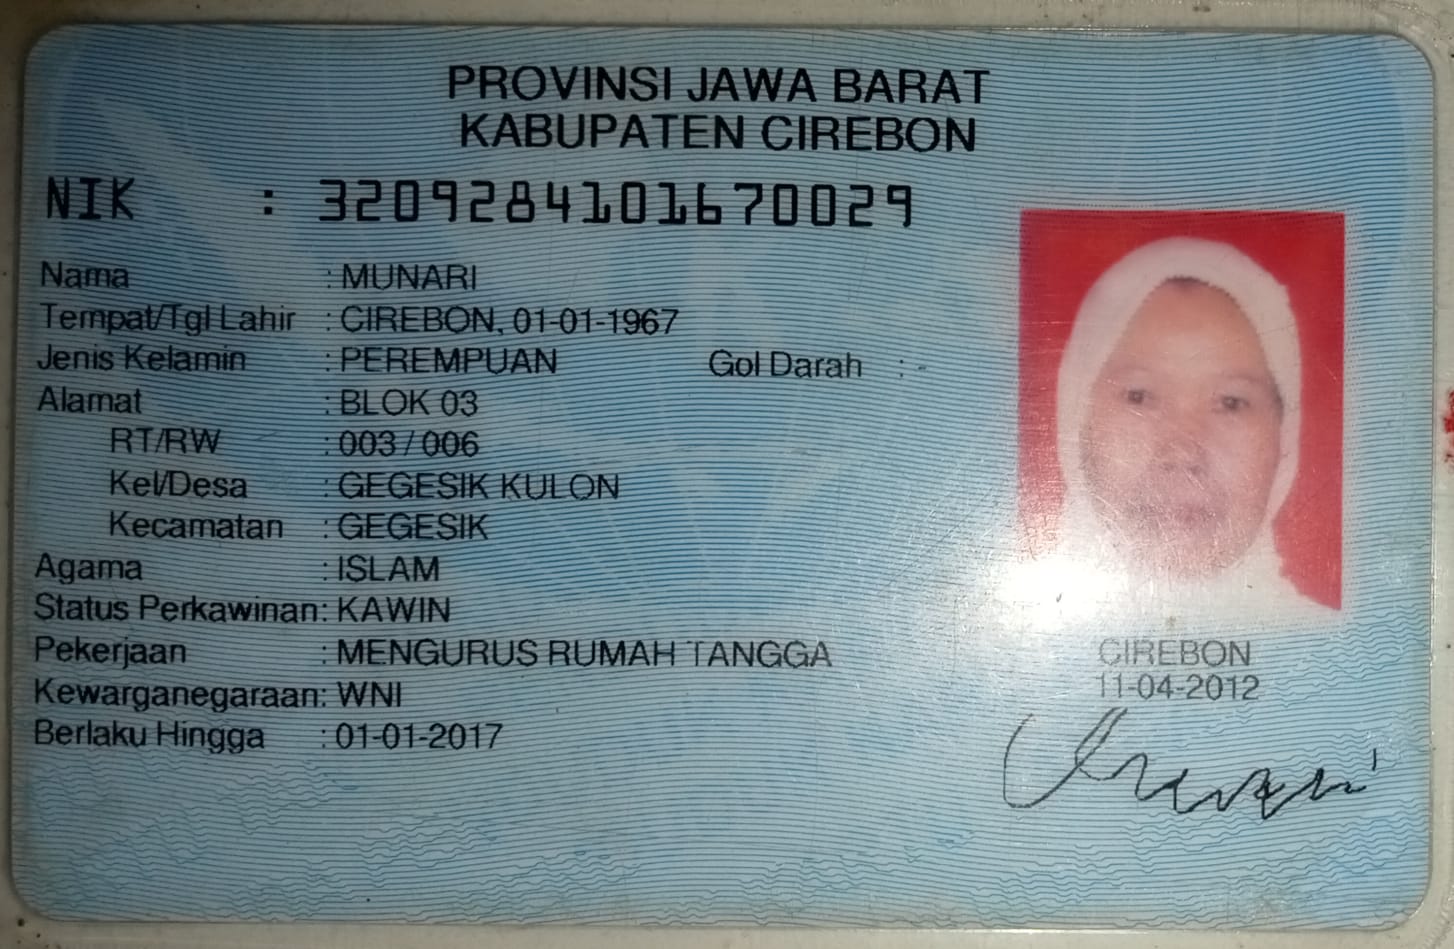 PROVINSI JAWA BARAT
KABUPATEN CIREBON
NIK : 3209284101670029
Nama : MUNARI
Tempat/Tgl Lahir : CIREBON, 01-01-1967
Jenis Kelamin : PEREMPUAN Gol Darah : -
Alamat : BLOK 03
RT/RW : 003 / 006
Kel/Desa : GEGESIK KULON
Kecamatan : GEGESIK
Agama : ISLAM
Status Perkawinan: KAWIN
Pekerjaan : MENGURUS RUMAH TANGGA
Kewarganegaraan: WNI
Berlaku Hingga : 01-01-2017
CIREBON
11-04-2012